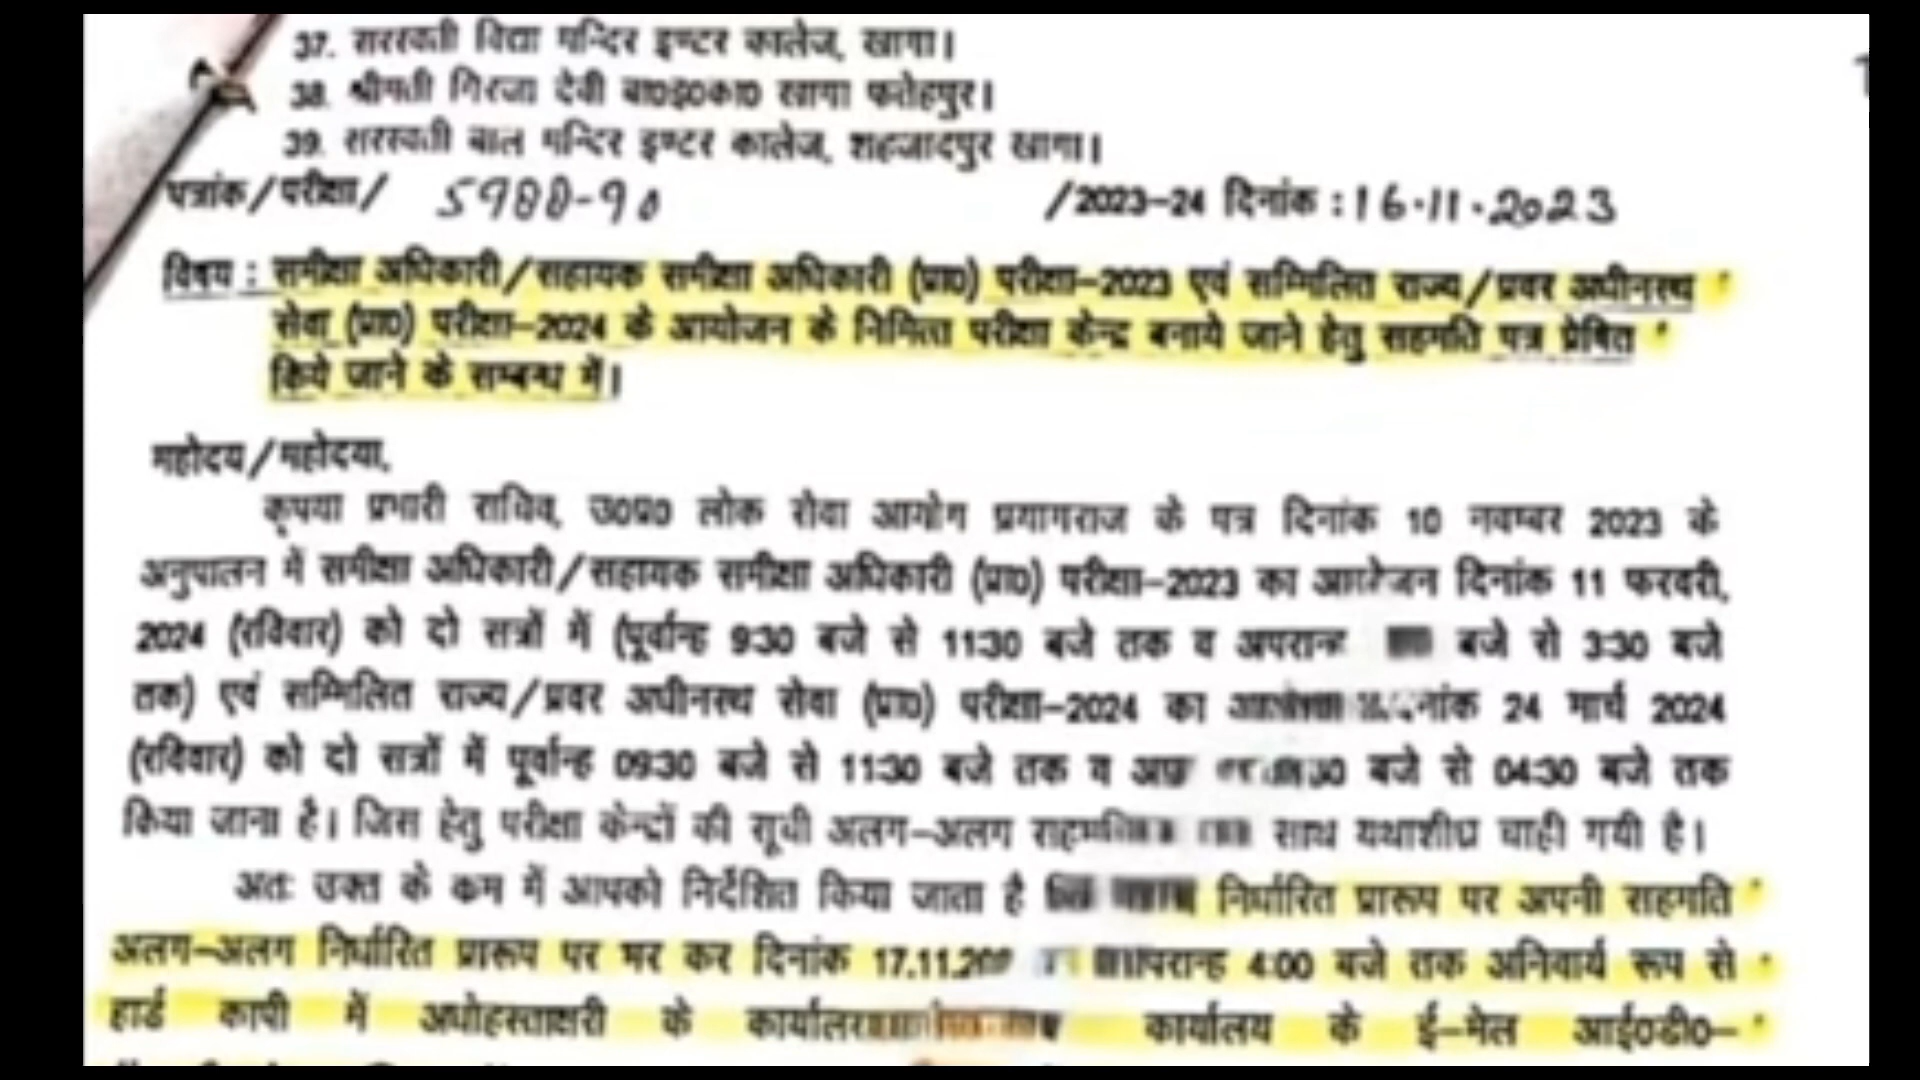 37. सरस्वती विद्या मन्दिर इण्टर कालेज, खागा।
38. श्रीमती गिरजा देवी बा0इ0का0 खागा फतेहपुर।
39. सरस्वती बाल मन्दिर इण्टर कालेज, शहजादपुर खागा।
पत्रांक/परीक्षा/ 5988-90 /2023-24 दिनांक : 16.11.2023
विषय : समीक्षा अधिकारी/सहायक समीक्षा अधिकारी (प्रा0) परीक्षा-2023 एवं सम्मिलित राज्य/प्रवर अधीनस्थ
सेवा (प्रा0) परीक्षा-2024 के आयोजन के निमित्त परीक्षा केन्द्र बनाये जाने हेतु सहमति पत्र प्रेषित
किये जाने के सम्बन्ध में।
महोदय/महोदया,
कृपया प्रभारी सचिव, उ0प्र0 लोक सेवा आयोग प्रयागराज के पत्र दिनांक 10 नवम्बर 2023 के
अनुपालन में समीक्षा अधिकारी/सहायक समीक्षा अधिकारी (प्रा0) परीक्षा-2023 का आयोजन दिनांक 11 फरवरी,
2024 (रविवार) को दो सत्रों में (पूर्वान्ह 9:30 बजे से 11:30 बजे तक व अपरान्ह बजे से 3:30 बजे
तक) एवं सम्मिलित राज्य/प्रवर अधीनस्थ सेवा (प्रा0) परीक्षा-2024 का दिनांक 24 मार्च 2024
(रविवार) को दो सत्रों में पूर्वान्ह 09:30 बजे से 11:30 बजे तक व बजे से 04:30 बजे तक
किया जाना है। जिस हेतु परीक्षा केन्द्रों की सूची अलग-अलग साथ यथाशीघ्र चाही गयी है।
अतः उक्त के क्रम में आपको निर्देशित किया जाता है निर्धारित प्रारूप पर अपनी सहमति
अलग-अलग निर्धारित प्रारूप पर भर कर दिनांक अपरान्ह 4:00 बजे तक अनिवार्य रूप से
हार्ड कापी में अधोहस्ताक्षरी के कार्यालय के ई-मेल आई0डी0-